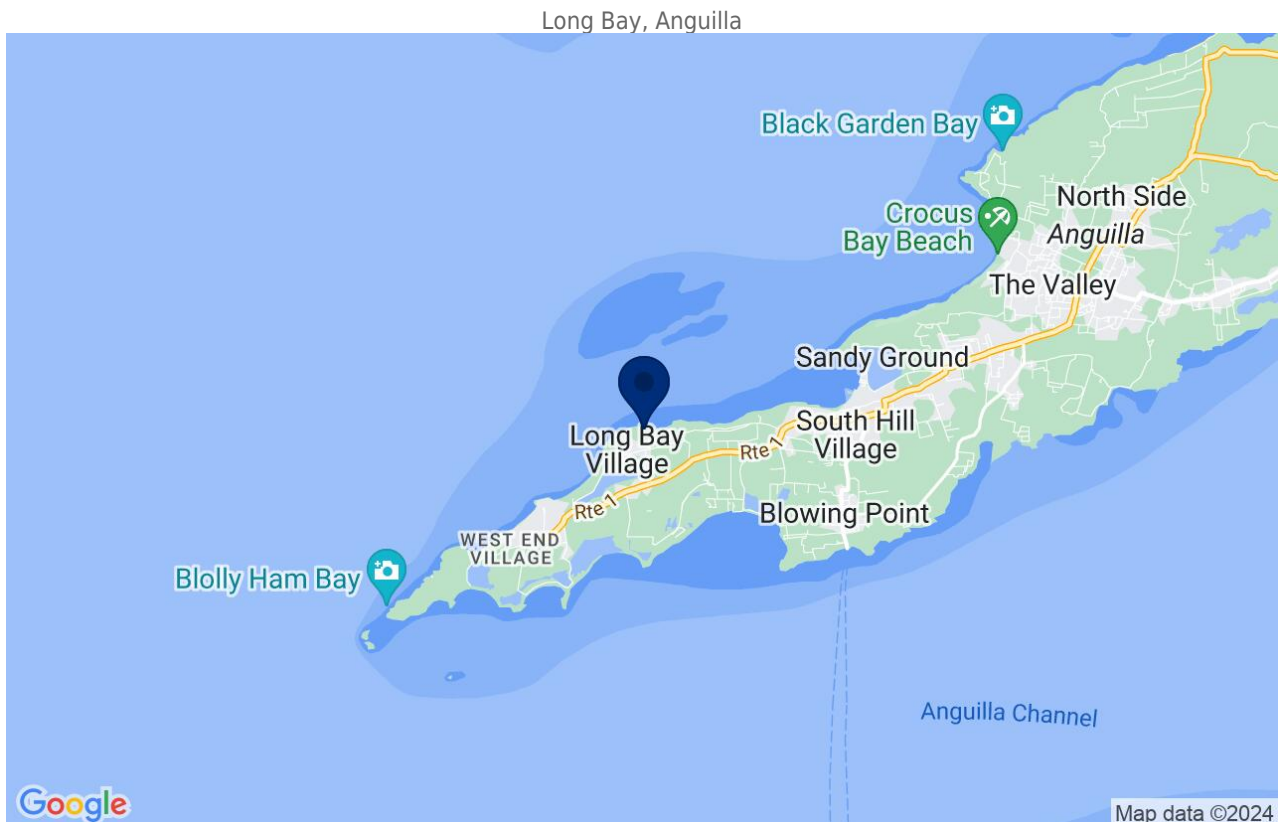 Long Bay, Anguilla
Black Garden Bay
Crocus
Bay Beach
North Side
Anguilla
The Valley
Sandy Ground
Long Bay
Village
South Hill
Village
Rte 1
Rte 1
Blowing Point
WEST END
VILLAGE
Blolly Ham Bay
Anguilla Channel
Google
Map data ©2024